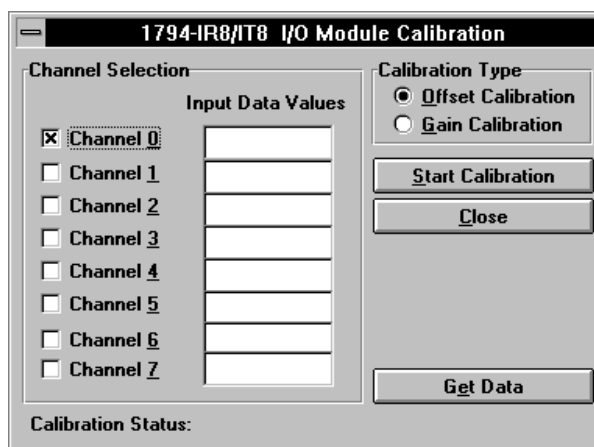 1794-IR8/IT8 I/O Module Calibration
Channel Selection
Input Data Values
Channel 0
Channel 1
Channel 2
Channel 3
Channel 4
Channel 5
Channel 6
Channel 7
Calibration Type
Offset Calibration
Gain Calibration
Start Calibration
Close
Get Data
Calibration Status: